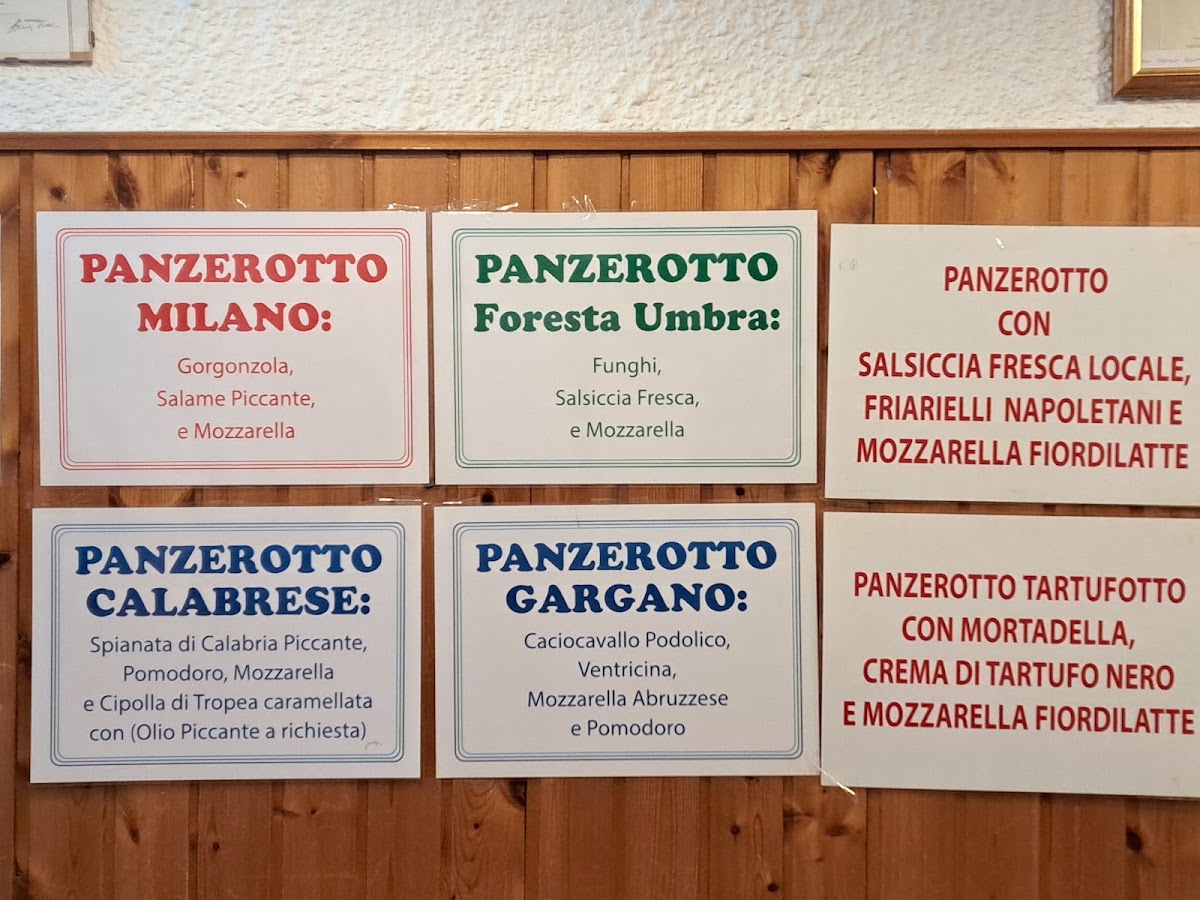 PANZEROTTO
MILANO:
Gorgonzola,
Salame Piccante,
e Mozzarella
PANZEROTTO
Foresta Umbra:
Funghi,
Salsiccia Fresca,
e Mozzarella
PANZEROTTO
CON
SALSICCIA FRESCA LOCALE,
FRIARIELLI NAPOLETANI E
MOZZARELLA FIORDILATTE
PANZEROTTO
CALABRESE:
Spianata di Calabria Piccante,
Pomodoro, Mozzarella
e Cipolla di Tropea caramellata
con (Olio Piccante a richiesta)
PANZEROTTO
GARGANO:
Caciocavallo Podolico,
Ventricina,
Mozzarella Abruzzese
e Pomodoro
PANZEROTTO TARTUFOTTO
CON MORTADELLA,
CREMA DI TARTUFO NERO
E MOZZARELLA FIORDILATTE